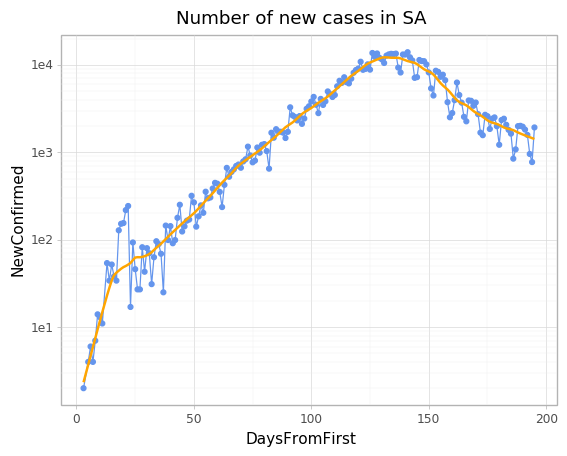 Number of new cases in SA
1e4
1e3
1e2
1e1
NewConfirmed
0
50
100
150
200
DaysFromFirst